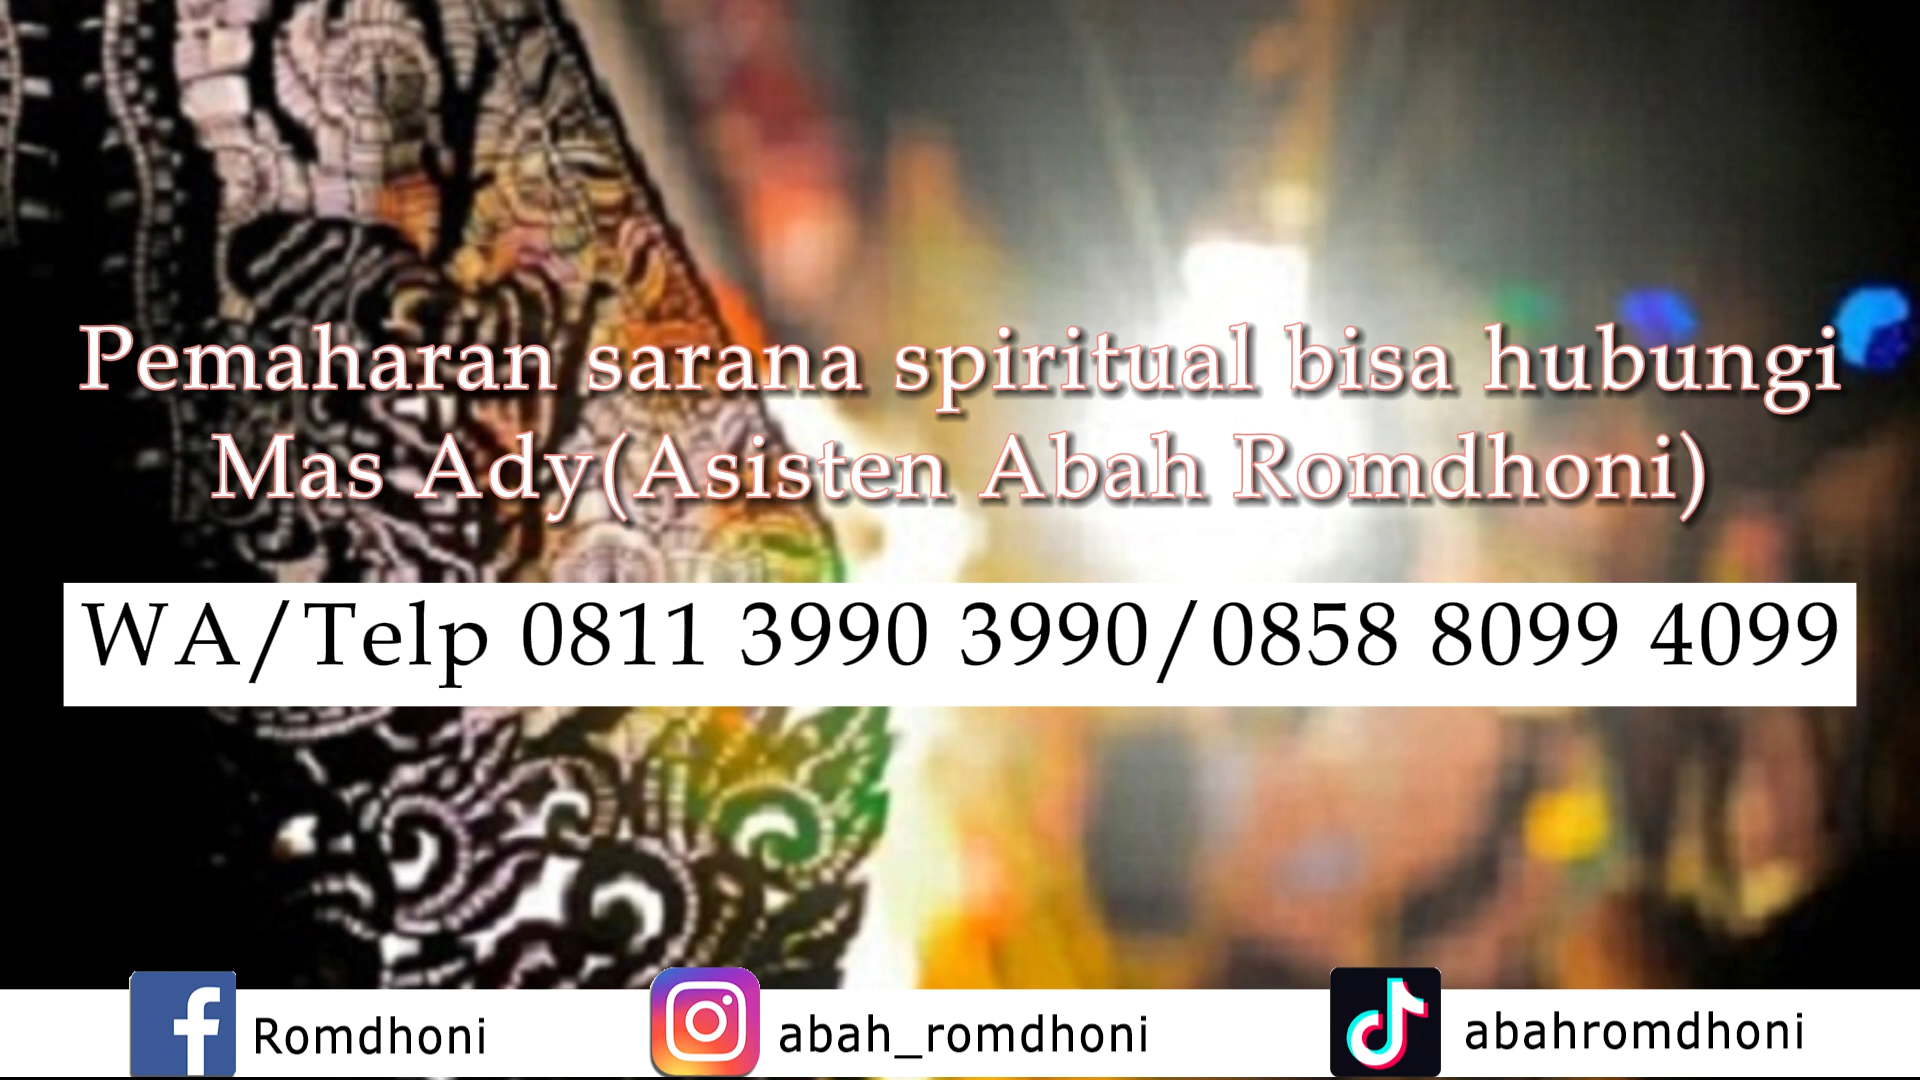 Pemaharan sarana spiritual bisa hubungi
Mas Ady(Asisten Abah Romdhoni)
WA/Telp 0811 3990 3990/0858 8099 4099
Romdhoni
abah_romdhoni
abahromdhoni